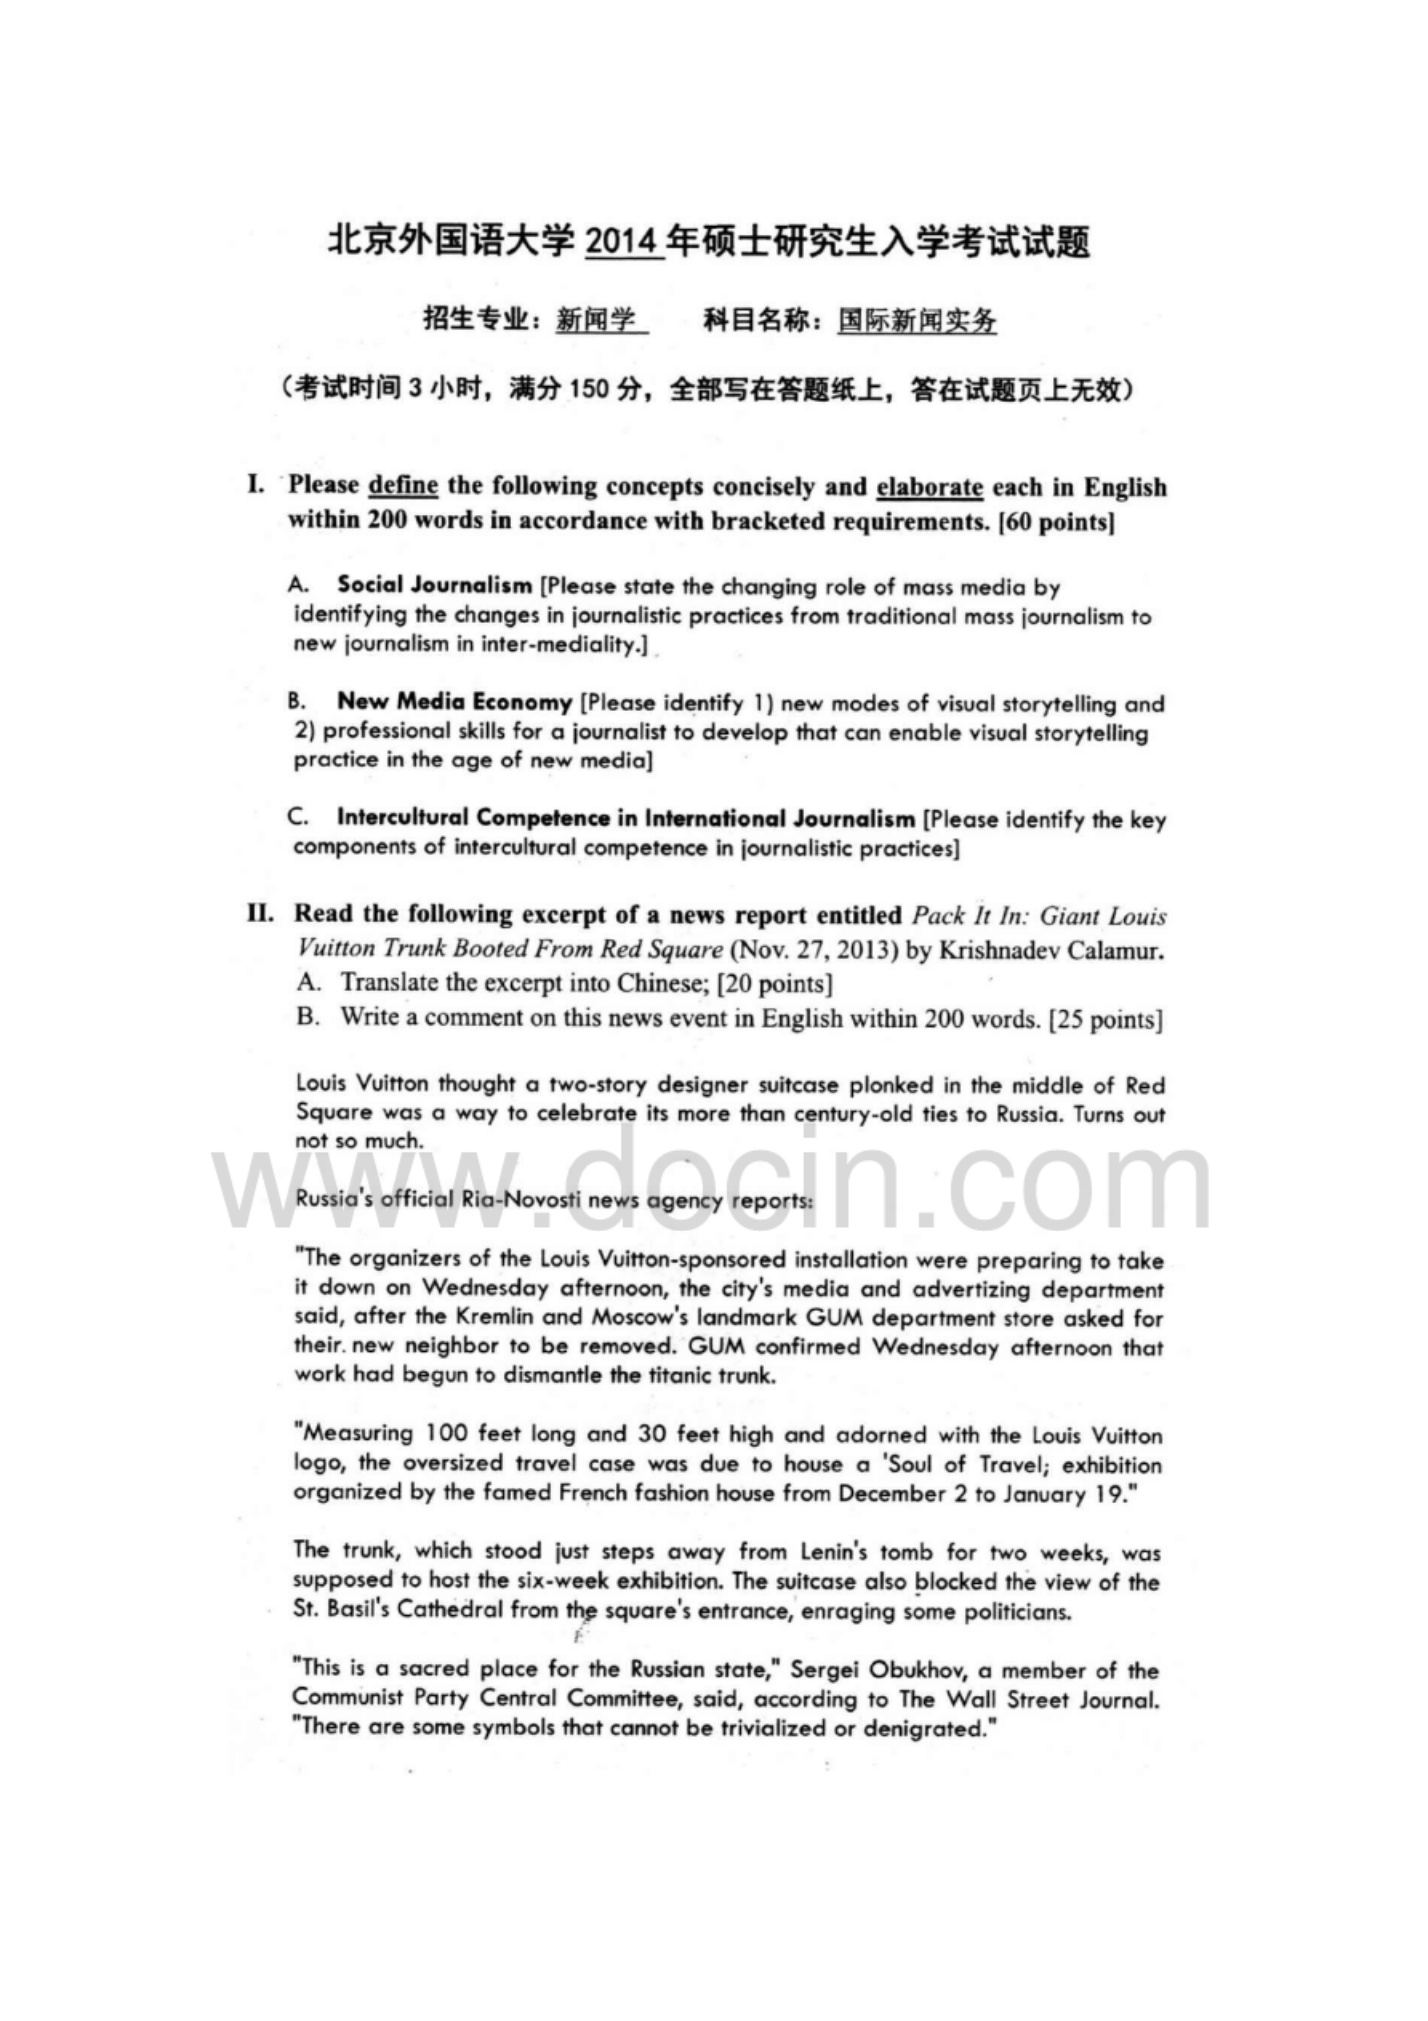 北京外国语大学 2014 年硕士研究生入学考试试题
招生专业：新闻学 科目名称：国际新闻实务
（考试时间 3 小时，满分 150 分，全部写在答题纸上，答在试题页上无效）
I. Please define the following concepts concisely and elaborate each in English
within 200 words in accordance with bracketed requirements. [60 points]
A. Social Journalism [Please state the changing role of mass media by
identifying the changes in journalistic practices from traditional mass journalism to
new journalism in inter-mediality.]
B. New Media Economy [Please identify 1) new modes of visual storytelling and
2) professional skills for a journalist to develop that can enable visual storytelling
practice in the age of new media]
C. Intercultural Competence in International Journalism [Please identify the key
components of intercultural competence in journalistic practices]
II. Read the following excerpt of a news report entitled Pack It In: Giant Louis
Vuitton Trunk Booted From Red Square (Nov. 27, 2013) by Krishnadev Calamur.
A. Translate the excerpt into Chinese; [20 points]
B. Write a comment on this news event in English within 200 words. [25 points]
Louis Vuitton thought a two-story designer suitcase plonked in the middle of Red
Square was a way to celebrate its more than century-old ties to Russia. Turns out
not so much.
www.docin.com
Russia's official Ria-Novosti news agency reports:
"The organizers of the Louis Vuitton-sponsored installation were preparing to take
it down on Wednesday afternoon, the city's media and advertizing department
said, after the Kremlin and Moscow's landmark GUM department store asked for
their. new neighbor to be removed. GUM confirmed Wednesday afternoon that
work had begun to dismantle the titanic trunk.
"Measuring 100 feet long and 30 feet high and adorned with the Louis Vuitton
logo, the oversized travel case was due to house a 'Soul of Travel; exhibition
organized by the famed French fashion house from December 2 to January 19."
The trunk, which stood just steps away from Lenin's tomb for two weeks, was
supposed to host the six-week exhibition. The suitcase also blocked the view of the
St. Basil's Cathedral from the square's entrance, enraging some politicians.
"This is a sacred place for the Russian state," Sergei Obukhov, a member of the
Communist Party Central Committee, said, according to The Wall Street Journal.
"There are some symbols that cannot be trivialized or denigrated."